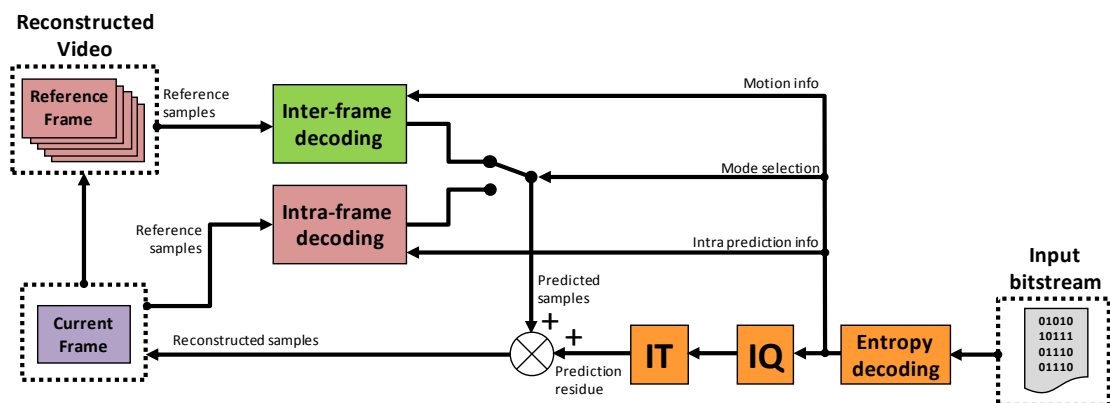 Reconstructed
Video
Reference
Frame
Reference
samples
Inter-frame
decoding
Motion info
Mode selection
Intra-frame
decoding
Reference
samples
Intra prediction info
Input
bitstream
Predicted
samples
Current
Frame
Reconstructed samples
+
+
Prediction
residue
IT
IQ
Entropy
decoding
01010
10111
01110
01110